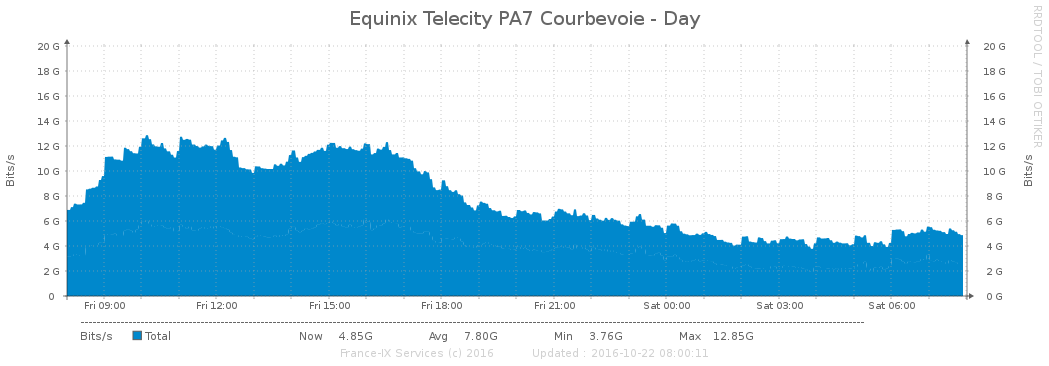 Equinix Telecity PA7 Courbevoie - Day
RRDTOOL / TOBI OETIKER
Bits/s
20 G 20 G
18 G 18 G
16 G 16 G
14 G 14 G
12 G 12 G
10 G 10 G
8 G 8 G
6 G 6 G
4 G 4 G
2 G 2 G
0 0 G
Bits/s
Fri 09:00 Fri 12:00 Fri 15:00 Fri 18:00 Fri 21:00 Sat 00:00 Sat 03:00 Sat 06:00
Bits/s Total Now 4.85G Avg 7.80G Min 3.76G Max 12.85G
France-IX Services (c) 2016 Updated : 2016-10-22 08:00:11